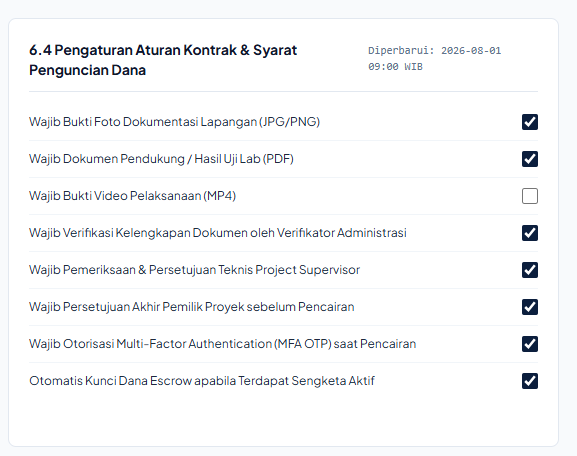 6.4 Pengaturan Aturan Kontrak & Syarat
Penguncian Dana
Diperbarui: 2026-08-01
09:00 WIB
Wajib Bukti Foto Dokumentasi Lapangan (JPG/PNG)
Wajib Dokumen Pendukung / Hasil Uji Lab (PDF)
Wajib Bukti Video Pelaksanaan (MP4)
Wajib Verifikasi Kelengkapan Dokumen oleh Verifikator Administrasi
Wajib Pemeriksaan & Persetujuan Teknis Project Supervisor
Wajib Persetujuan Akhir Pemilik Proyek sebelum Pencairan
Wajib Otorisasi Multi-Factor Authentication (MFA OTP) saat Pencairan
Otomatis Kunci Dana Escrow apabila Terdapat Sengketa Aktif